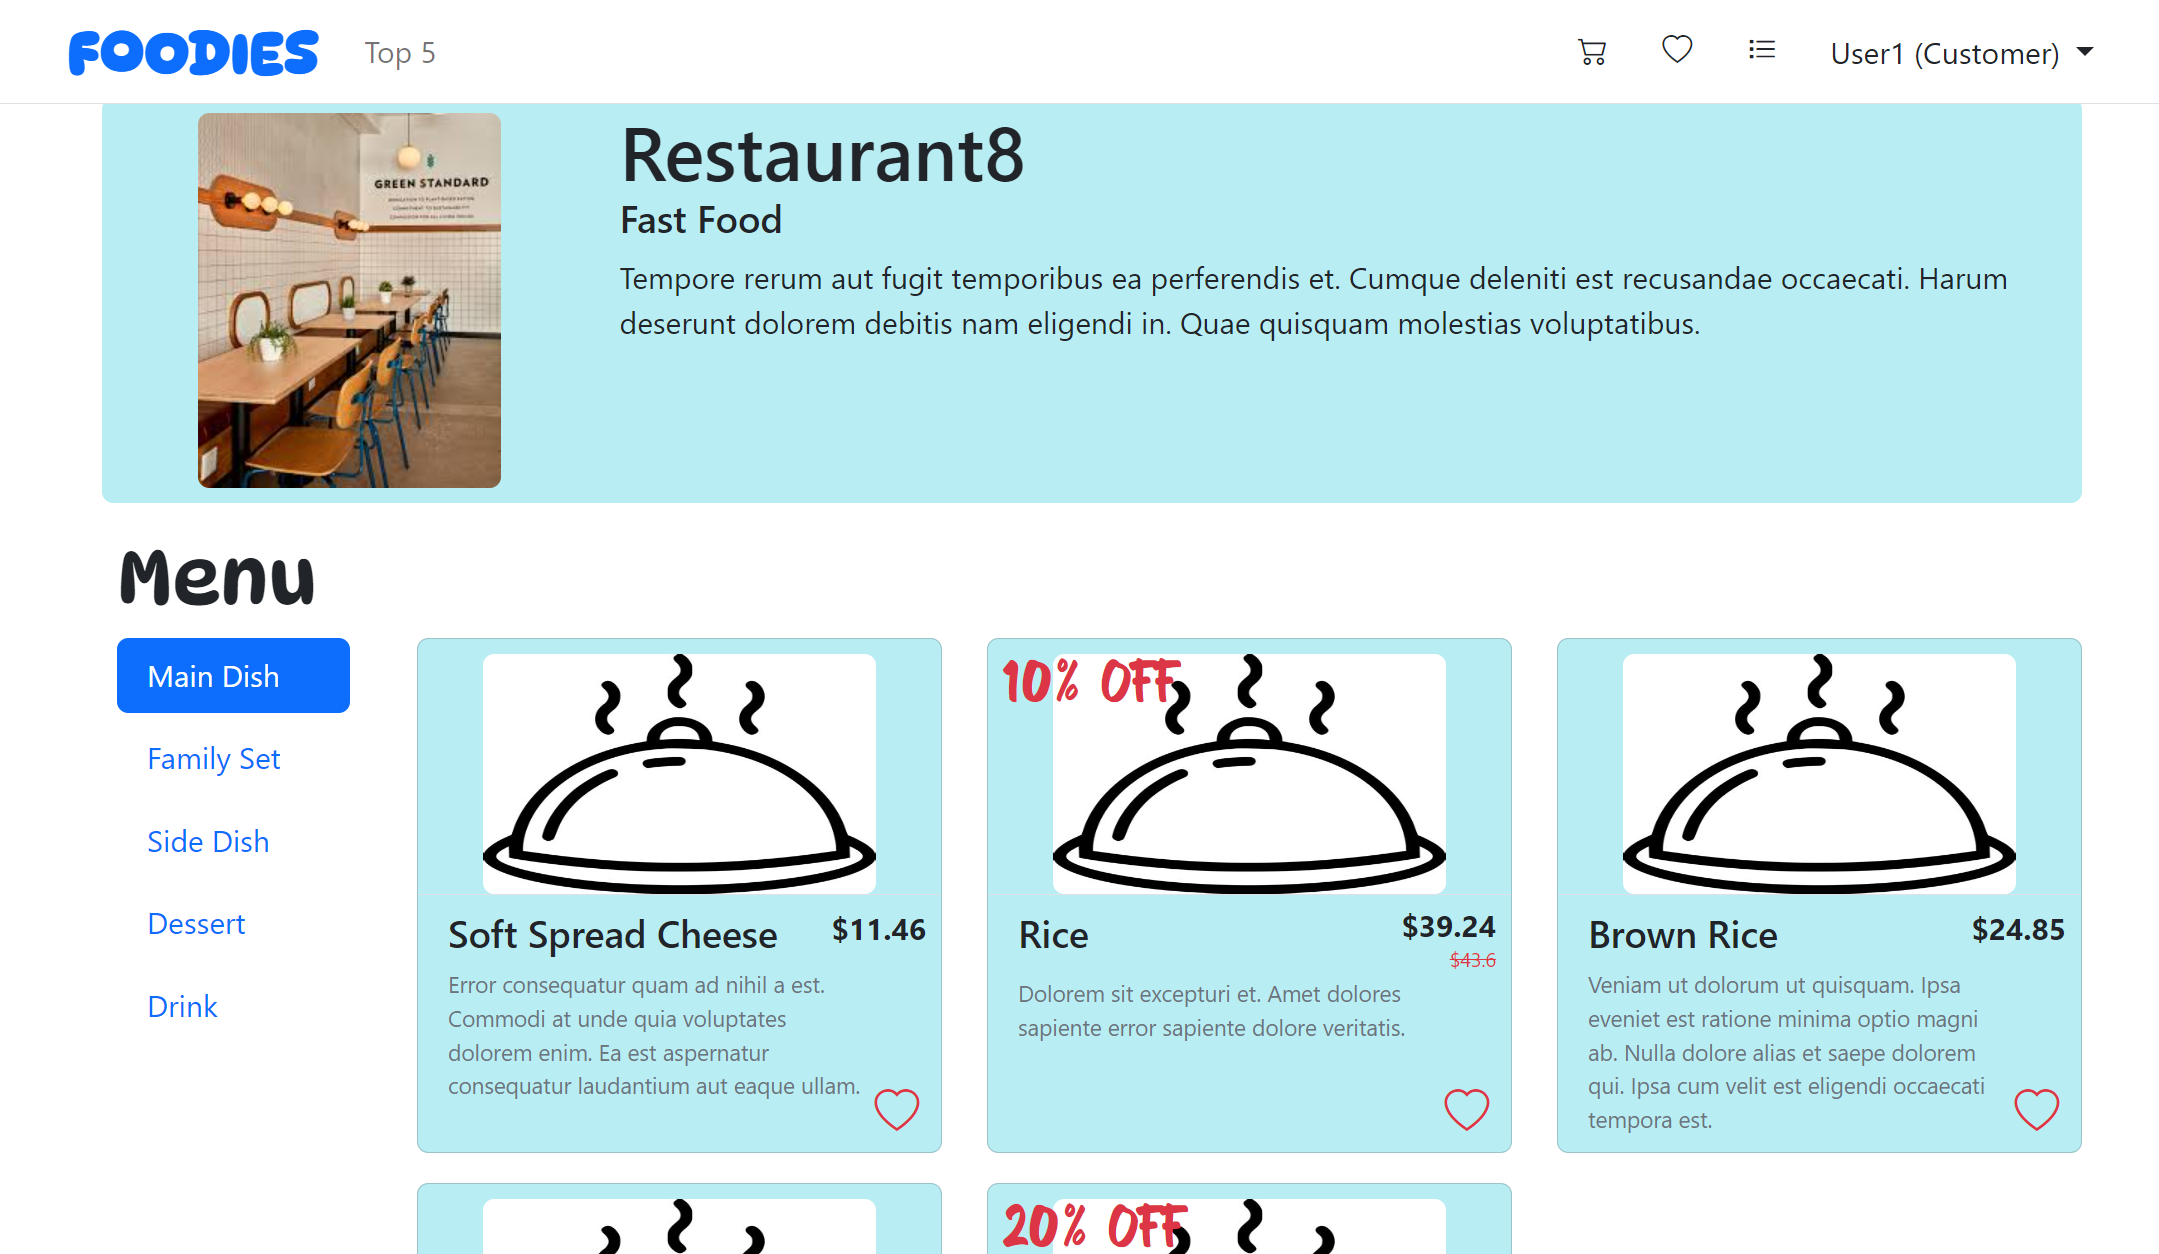 FOODIES
Top 5
User1 (Customer)
GREEN STANDARD
Restaurant8
Fast Food
Tempore rerum aut fugit temporibus ea perferendis et. Cumque deleniti est recusandae occaecati. Harum
deserunt dolorem debitis nam eligendi in. Quae quisquam molestias voluptatibus.
Menu
Main Dish
Family Set
Side Dish
Dessert
Drink
Soft Spread Cheese
$11.46
Error consequatur quam ad nihil a est.
Commodi at unde quia voluptates
dolorem enim. Ea est aspernatur
consequatur laudantium aut eaque ullam.
10% OFF
Rice
$39.24
$43.6
Dolorem sit excepturi et. Amet dolores
sapiente error sapiente dolore veritatis.
Brown Rice
$24.85
Veniam ut dolorum ut quisquam. Ipsa
eveniet est ratione minima optio magni
ab. Nulla dolore alias et saepe dolorem
qui. Ipsa cum velit est eligendi occaecati
tempora est.
20% OFF